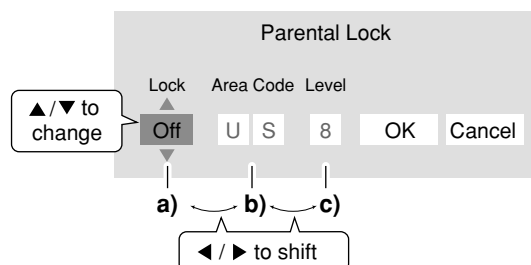 Parental Lock
Lock Area Code Level
▲/▼ to
change
Off U S 8 OK Cancel
a) b) c)
◀ / ▶ to shift